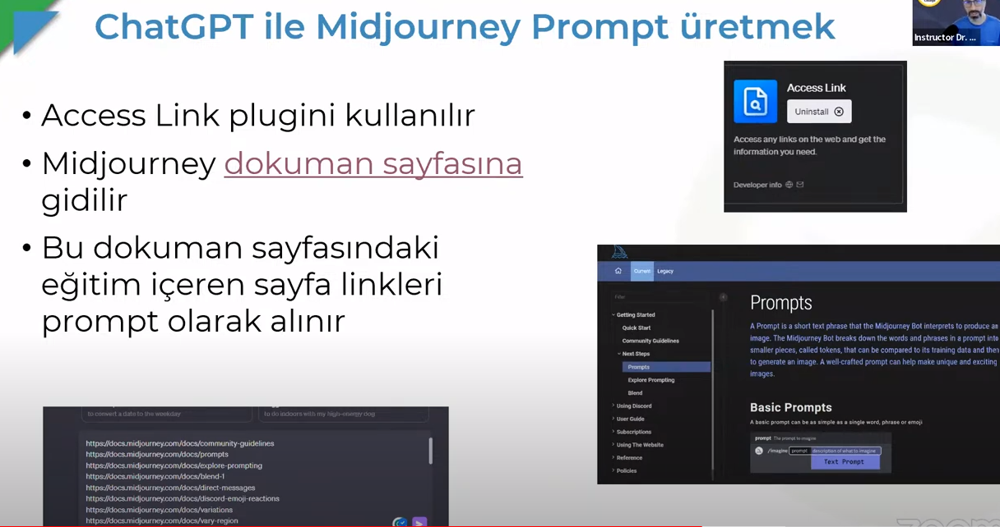 ChatGPT ile Midjourney Prompt üretmek
Instructor Dr. ...
• Access Link plugini kullanılır
• Midjourney dokuman sayfasına
gidilir
• Bu dokuman sayfasındaki
eğitim içeren sayfa linkleri
prompt olarak alınır
Access Link
Uninstall
Access any links on the web and get the
information you need.
Developer info
Current
Legacy
Filter
Getting Started
Quick Start
Community Guidelines
Next Steps
Prompts
Explore Prompting
Blend
Using Discord
User Guide
Subscriptions
Using The Website
Reference
Policies
Prompts
A Prompt is a short text phrase that the Midjourney Bot interprets to produce an
image. The Midjourney Bot breaks down the words and phrases in a prompt into
smaller pieces, called tokens, that can be compared to its training data and then
to generate an image. A well-crafted prompt can help make unique and exciting
images.
Basic Prompts
A basic prompt can be as simple as a single word, phrase or emoji
prompt The prompt to imagine
/imagine prompt description of what to imagine
Text Prompt
to convert a date to the weekday
to do indoors with my high-energy dog
https://docs.midjourney.com/docs/community-guidelines
https://docs.midjourney.com/docs/prompts
https://docs.midjourney.com/docs/explore-prompting
https://docs.midjourney.com/docs/blend-1
https://docs.midjourney.com/docs/direct-messages
https://docs.midjourney.com/docs/discord-emoji-reactions
https://docs.midjourney.com/docs/variations
https://docs.midjourney.com/docs/vary-region
zoom